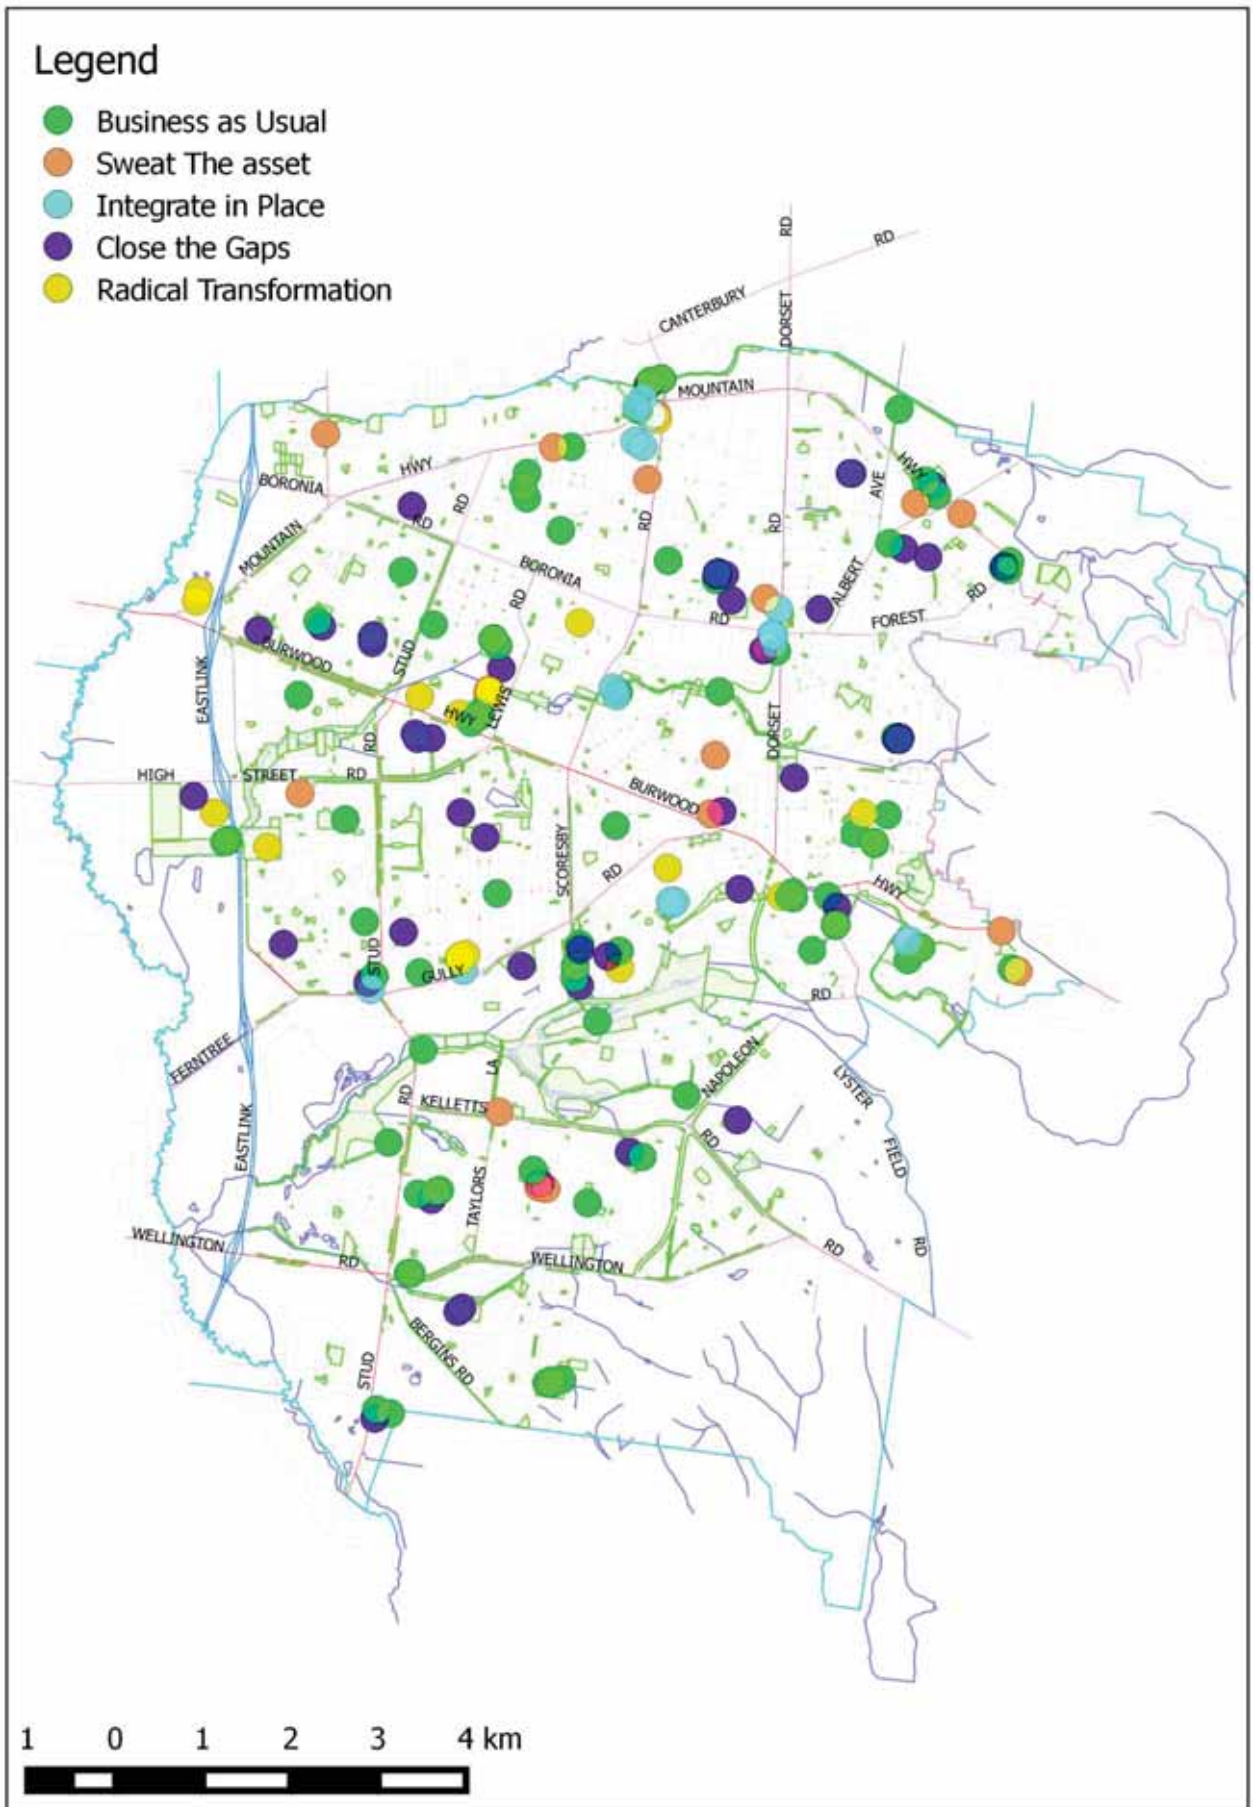 Legend
Business as Usual
Sweat The asset
Integrate in Place
Close the Gaps
Radical Transformation
RD
RD
CANTERBURY
DORSET
MOUNTAIN
HWY
HWY
BORONIA
AVE
RD
RD
RD
RD
MOUNTAIN
BORONIA
ALBERT
RD
RD
RD
FOREST
BURWOOD
STUD
EASTLINK
LEWIS
HWY
DORSET
RD
HIGH
STREET
RD
BURWOOD
SCORESBY
RD
HWY
STUD
GULLY
RD
FERNTREE
LA
NAPOLEON
LYSTER
RD
KELLETTS
EASTLINK
RD
FIELD
TAYLORS
WELLINGTON
RD
WELLINGTON
RD
RD
BERGINS RD
STUD
1 0 1 2 3 4 km